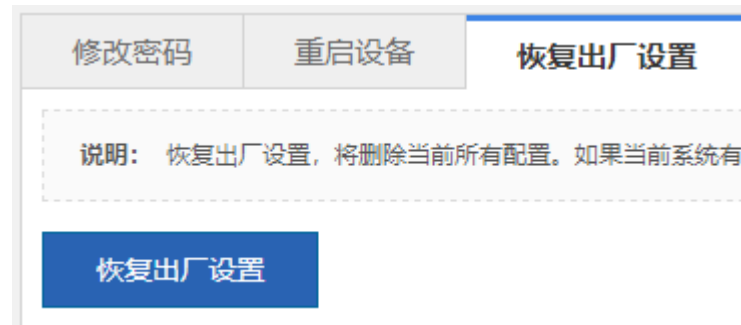 修改密码 重启设备 恢复出厂设置
说明: 恢复出厂设置，将删除当前所有配置。如果当前系统有
恢复出厂设置